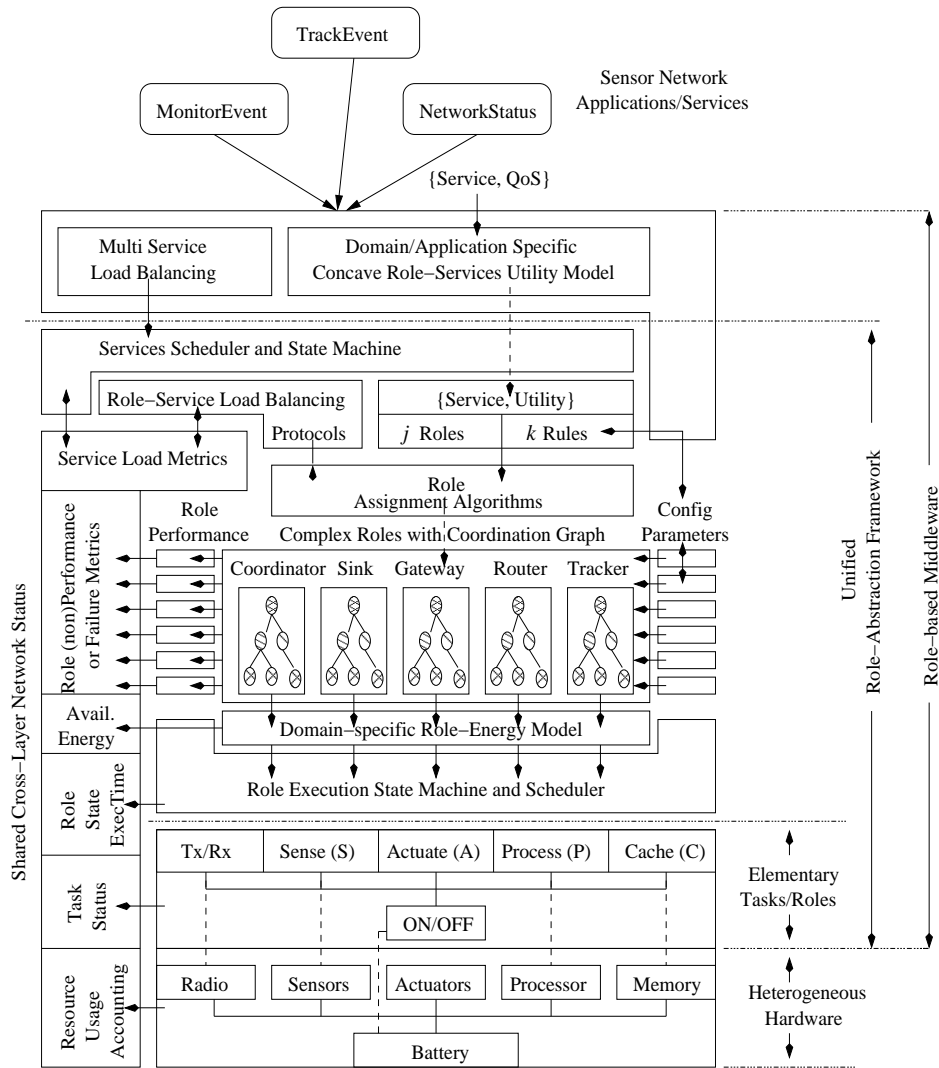 TrackEvent
Sensor Network
Applications/Services
MonitorEvent
NetworkStatus
{Service, QoS}
Multi Service
Load Balancing
Domain/Application Specific
Concave Role−Services Utility Model
Services Scheduler and State Machine
Role−Service Load Balancing
Protocols
{Service, Utility}
j Roles
k Rules
Service Load Metrics
Role
Assignment Algorithms
Role
Performance
Complex Roles with Coordination Graph
Config
Parameters
Coordinator
Sink
Gateway
Router
Tracker
Domain−specific Role−Energy Model
Role Execution State Machine and Scheduler
Shared Cross−Layer Network Status
Role (non)Performance
or Failure Metrics
Avail.
Energy
Role
State
ExecTime
Task
Status
Resource
Usage
Accounting
Tx/Rx
Sense (S)
Actuate (A)
Process (P)
Cache (C)
ON/OFF
Radio
Sensors
Actuators
Processor
Memory
Battery
Elementary
Tasks/Roles
Heterogeneous
Hardware
Unified
Role−Abstraction Framework
Role−based Middleware